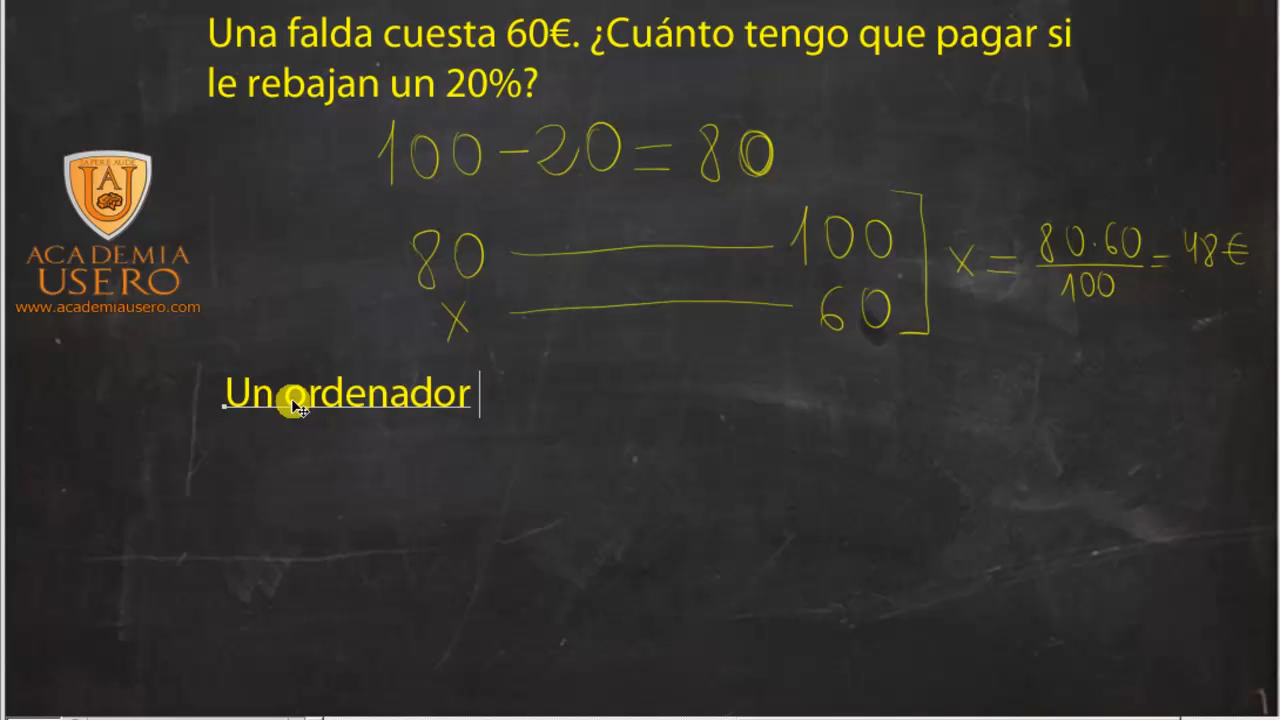 Una falda cuesta 60€. ¿Cuánto tengo que pagar si
le rebajan un 20%?
100 - 20 = 80
80 100
x 60
x = 80.60 / 100 = 48€
SAPERE AUDE
UA
ACADEMIA
USERO
www.academiausero.com
Un ordenador